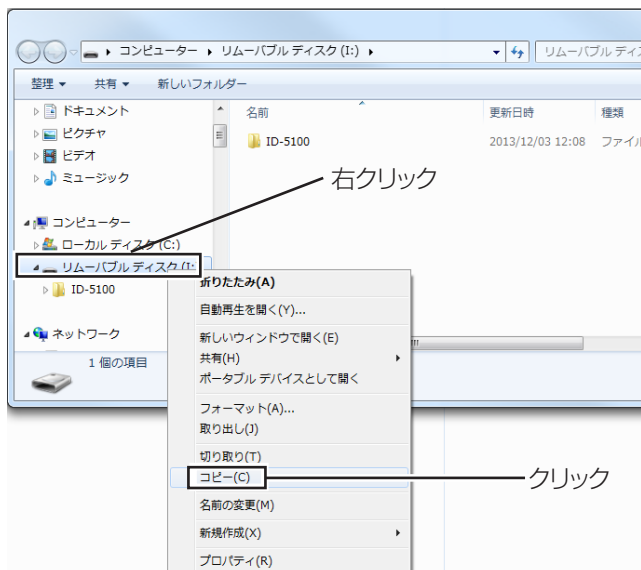 コンピューター ▸ リムーバブル ディスク (I:) ▸
リムーバブル ディ
整理 ▼ 共有 ▼ 新しいフォルダー
ドキュメント
ピクチャ
ビデオ
ミュージック
コンピューター
ローカル ディスク (C:)
リムーバブル ディスク (I:
ID-5100
ネットワーク
名前 更新日時 種類
ID-5100 2013/12/03 12:08 ファイル
右クリック
1 個の項目
折りたたみ(A)
自動再生を開く(Y)...
新しいウィンドウで開く(E)
共有(H)
ポータブル デバイスとして開く
フォーマット(A)...
取り出し(J)
切り取り(T)
コピー(C)
クリック
名前の変更(M)
新規作成(X)
プロパティ(R)